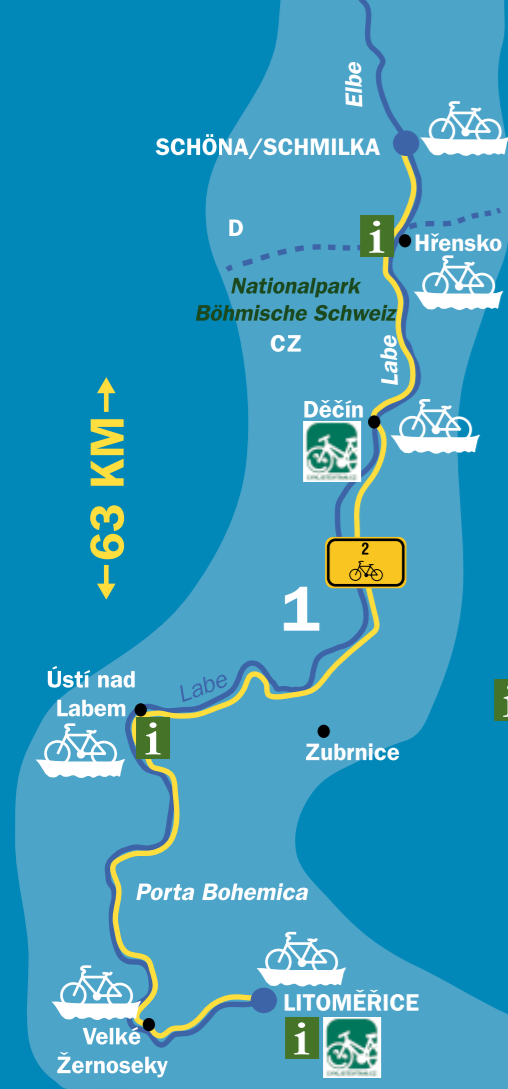 Elbe
SCHÖNA/SCHMILKA
D
i
Hřensko
Nationalpark
Böhmische Schweiz
CZ
Labe
Děčín
63 KM
2
1
Labe
Ústí nad
Labem
i
i
Zubrnice
Porta Bohemica
LITOMĚŘICE
i
Velké
Žernoseky